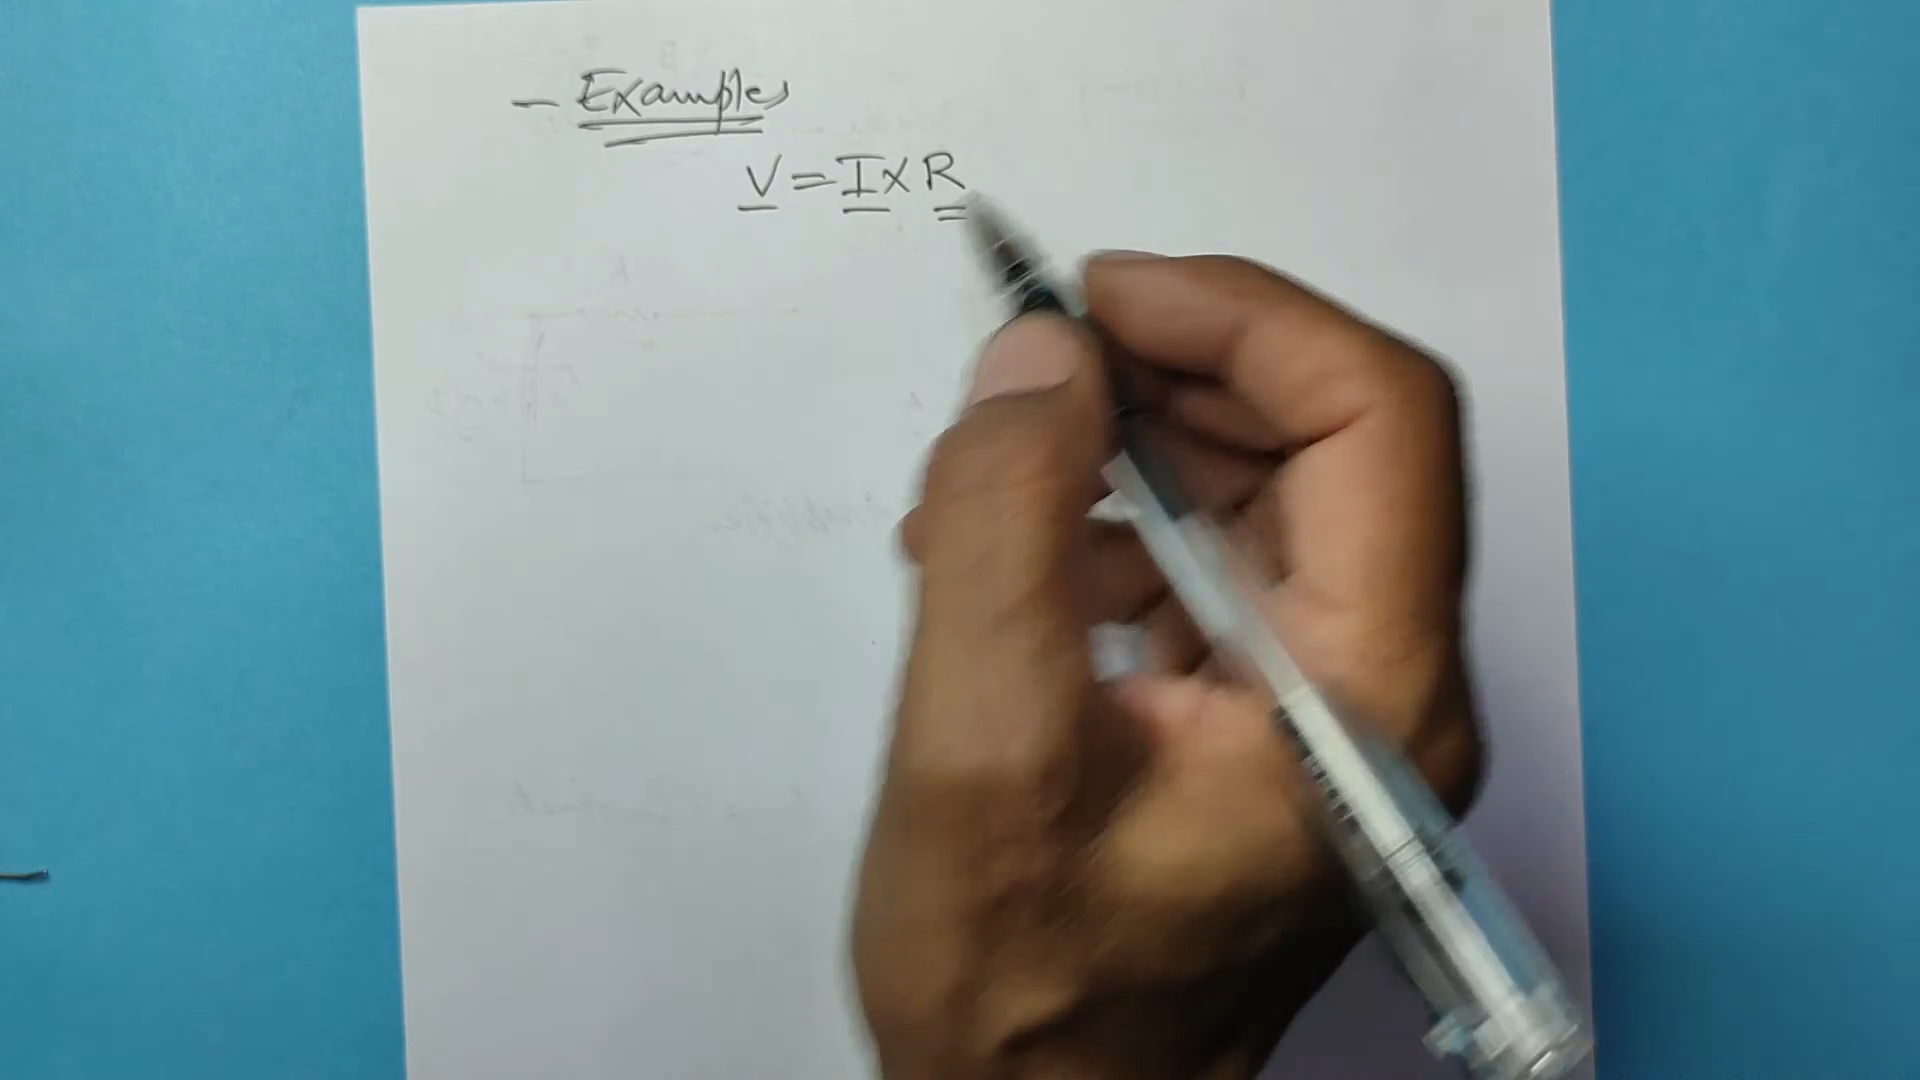 - Examples
V = I x R